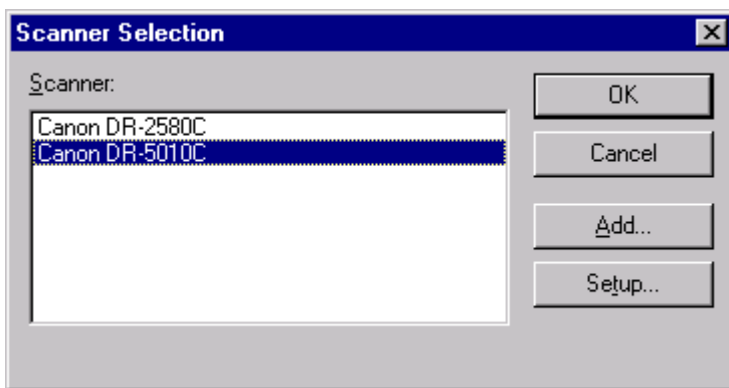 Scanner Selection
Scanner:
Canon DR-2580C
Canon DR-5010C
OK
Cancel
Add...
Setup...